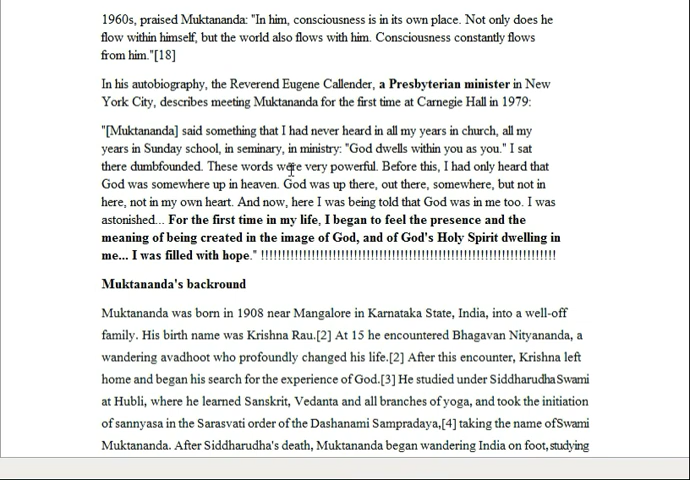 1960s, praised Muktananda: "In him, consciousness is in its own place. Not only does he
flow within himself, but the world also flows with him. Consciousness constantly flows
from him."[18]
In his autobiography, the Reverend Eugene Callender, a Presbyterian minister in New
York City, describes meeting Muktananda for the first time at Carnegie Hall in 1979:
"[Muktananda] said something that I had never heard in all my years in church, all my
years in Sunday school, in seminary, in ministry: "God dwells within you as you." I sat
there dumbfounded. These words were very powerful. Before this, I had only heard that
God was somewhere up in heaven. God was up there, out there, somewhere, but not in
here, not in my own heart. And now, here I was being told that God was in me too. I was
astonished... For the first time in my life, I began to feel the presence and the
meaning of being created in the image of God, and of God's Holy Spirit dwelling in
me... I was filled with hope." !!!!!!!!!!!!!!!!!!!!!!!!!!!!!!!!!!!!!!!!!!!!!!!!!!!!!!!!!!!!!!!!!!!!!!
Muktananda's backround
Muktananda was born in 1908 near Mangalore in Karnataka State, India, into a well-off
family. His birth name was Krishna Rau.[2] At 15 he encountered Bhagavan Nityananda, a
wandering avadhoot who profoundly changed his life.[2] After this encounter, Krishna left
home and began his search for the experience of God.[3] He studied under Siddharudha Swami
at Hubli, where he learned Sanskrit, Vedanta and all branches of yoga, and took the initiation
of sannyasa in the Sarasvati order of the Dashanami Sampradaya,[4] taking the name of Swami
Muktananda. After Siddharudha's death, Muktananda began wandering India on foot, studying